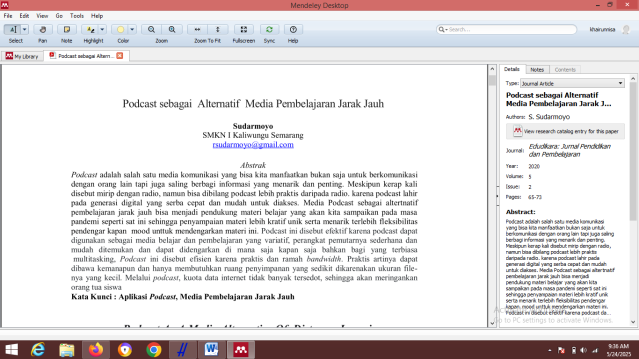 Mendeley Desktop
File Edit View Go Tools Help
Select Pan Note Highlight Color Zoom Zoom To Fit Fullscreen Sync Help
Search...
khairumisa
My Library
Podcast sebagai Altern...
Podcast sebagai Alternatif Media Pembelajaran Jarak Jauh
Sudarmoyo
SMKN I Kaliwungu Semarang
rsudarmoyo@gmail.com
Abstrak
Podcast adalah salah satu media komunikasi yang bisa kita manfaatkan bukan saja untuk berkomunikasi
dengan orang lain tapi juga saling berbagi informasi yang menarik dan penting. Meskipun kerap kali
disebut mirip dengan radio, namun bisa dibilang podcast lebih praktis daripada radio. karena podcast lahir
pada generasi digital yang serba cepat dan mudah untuk diakses. Media Podcast sebagai altertnatif
pembelajaran jarak jauh bisa menjadi pendukung materi belajar yang akan kita sampaikan pada masa
pandemi seperti sat ini sehingga penyampaian materi lebih kratif unik serta menarik terlebih fleksibilitas
pendengar kapan mood untuk mendengarkan materi ini. Podcast ini disebut efektif karena podcast dapat
digunakan sebagai media belajar dan pembelajaran yang variatif, perangkat pemutarnya sederhana dan
mudah ditemukan dan dapat didengarkan di mana saja kapan saja bahkan bagi yang terbisa
multitasking, Podcast ini disebut efisien karena praktis dan ramah bandwidth. Praktis artinya dapat
dibawa kemanapun dan hanya membutuhkan ruang penyimpanan yang sedikit dikarenakan ukuran file-
nya yang kecil. Melalui podcast, kuota data internet tidak banyak tersedot, sehingga akan meringankan
orang tua siswa
Kata Kunci : Aplikasi Podcast, Media Pembelajaran Jarak Jauh
Details Notes Contents
Type: Journal Article
Podcast sebagai Alternatif
Media Pembelajaran Jarak J...
Authors: S. Sudarmoyo
View research catalog entry for this paper
Journal: Edudikara: Jurnal Pendidikan
dan Pembelajaran
Year: 2020
Volume: 5
Issue: 2
Pages: 65-73
Abstract:
Podcast adalah salah satu media komunikasi
yang bisa kita manfaatkan bukan saja untuk
berkomunikasi dengan orang lain tapi juga saling
berbagi informasi yang menarik dan penting.
Meskipun kerap kali disebut mirip dengan radio,
namun bisa dibilang podcast lebih praktis
daripada radio. karena podcast lahir pada
generasi digital yang serba cepat dan mudah
untuk diakses. Media Podcast sebagai altertnatif
pembelajaran jarak jauh bisa menjadi
pendukung materi belajar yang akan kita
sampaikan pada masa pandemi seperti sat ini
sehingga penyampaian materi lebih kratif unik
serta menarik terlebih fleksibilitas pendengar
kapan mood untuk mendengarkan materi ini.
Podcast ini disebut efektif karena podcast da...
Go to PC settings to activate Windows.
9:36 AM
5/24/2025